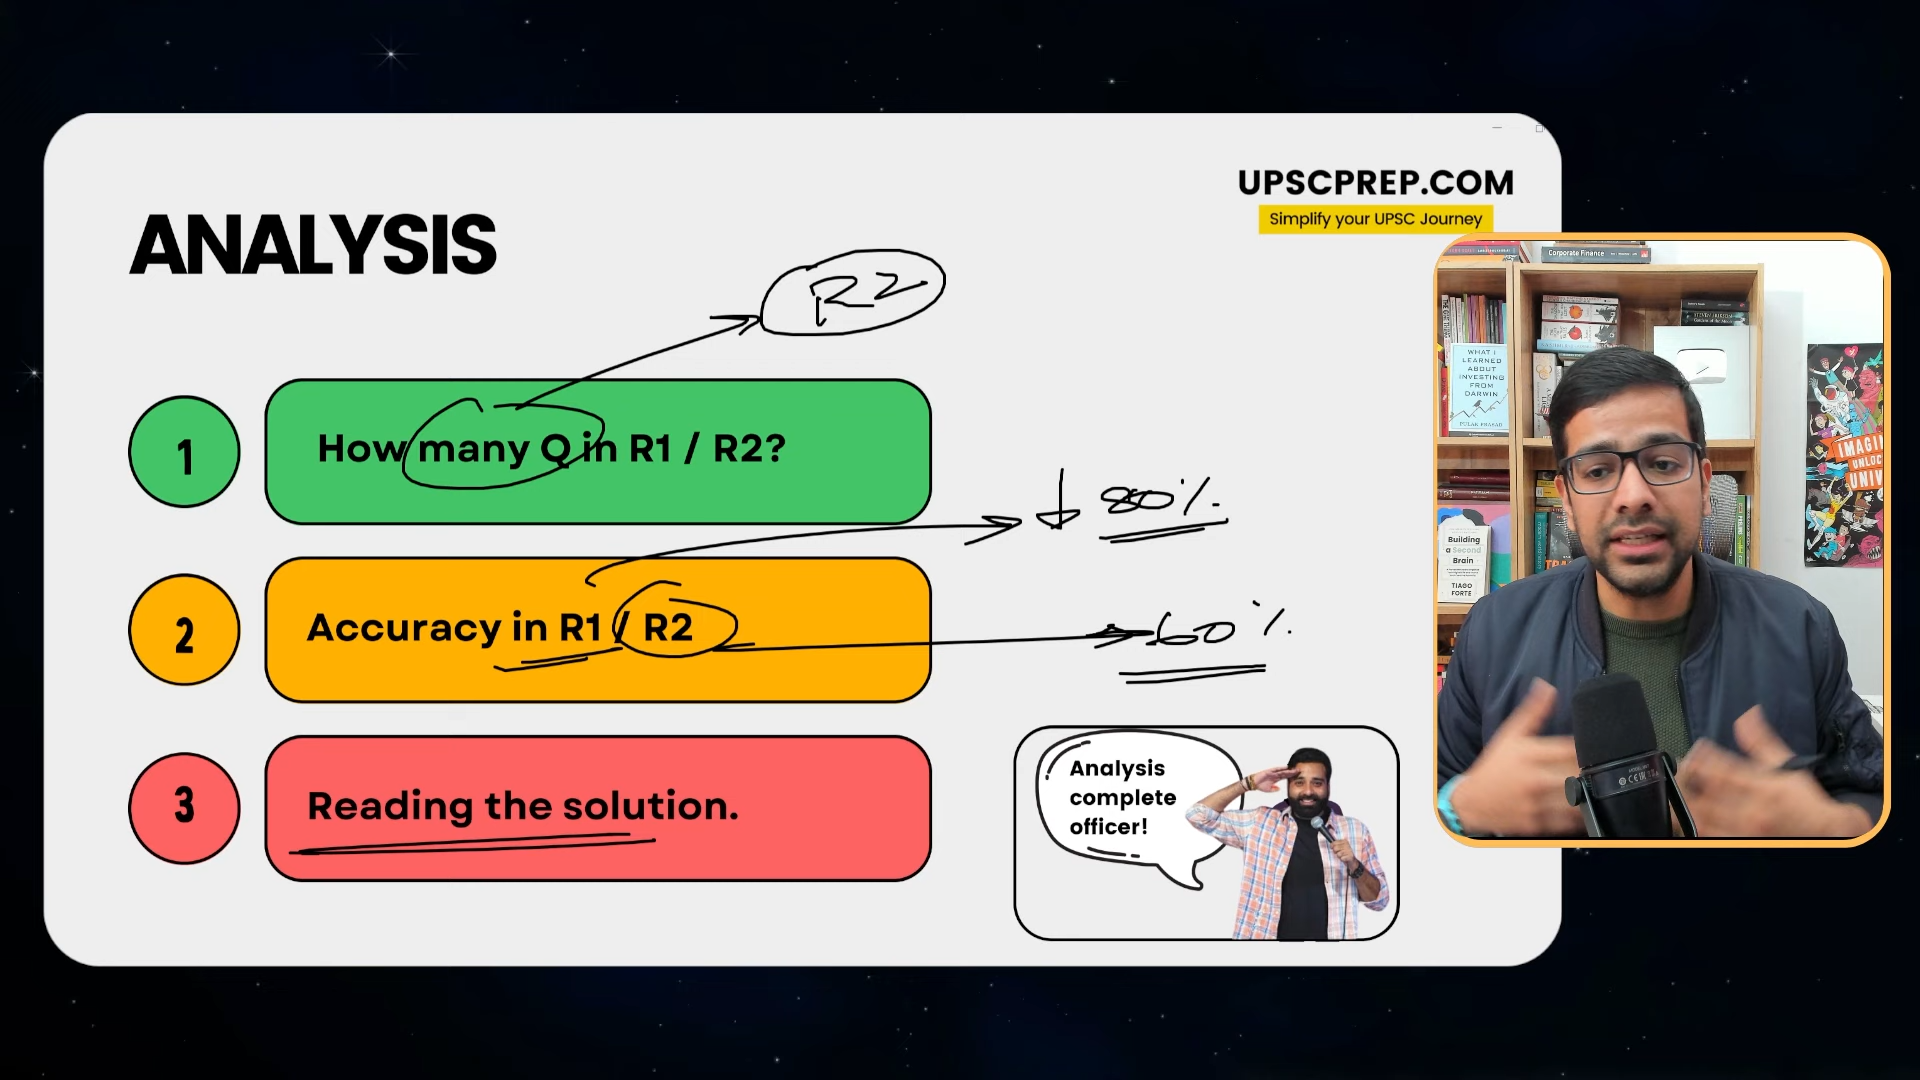 UPSCPREP.COM
Simplify your UPSC Journey
ANALYSIS
R2
1
How many Q in R1 / R2?
80%
2
Accuracy in R1 / R2
60%
3
Reading the solution.
Analysis
complete
officer!
Corporate Finance
WHAT I
LEARNED
ABOUT
INVESTING
FROM
DARWIN
PULAK PRASAD
Building
a Second
Brain
TIAGO
FORTE